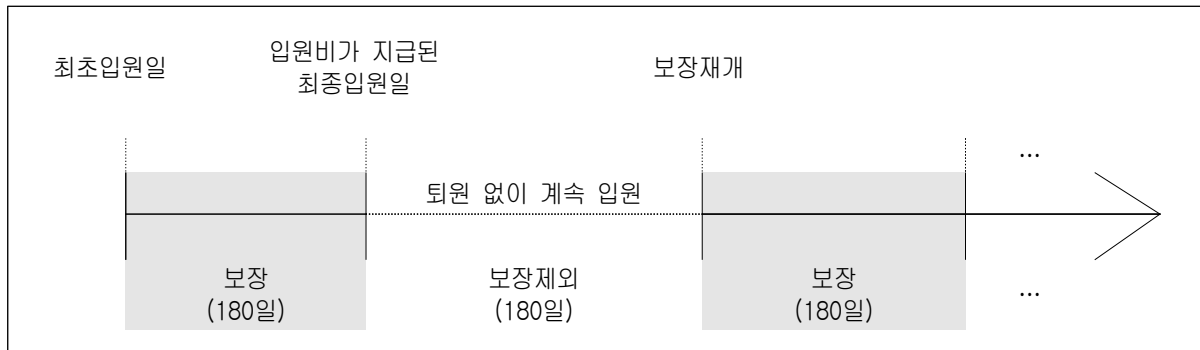 최초입원일
입원비가 지급된
최종입원일
보장재개
...
퇴원 없이 계속 입원
보장
(180일)
보장제외
(180일)
보장
(180일)
...